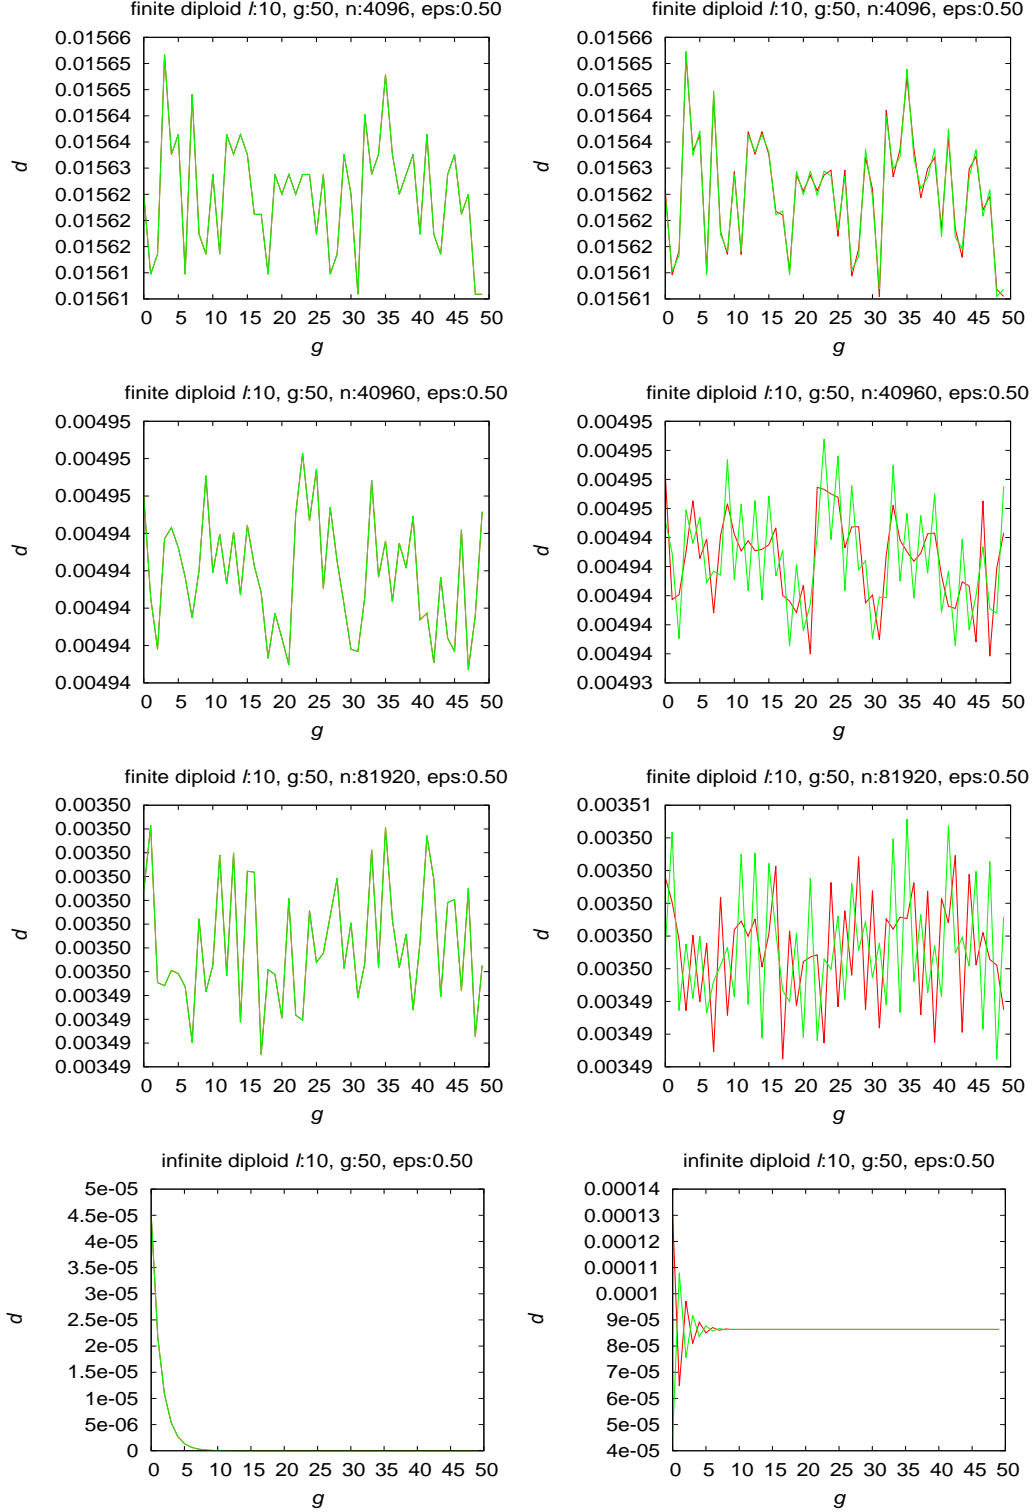 finite diploid l:10, g:50, n:4096, eps:0.50
0.01566
0.01565
0.01565
0.01564
0.01564
0.01563
0.01562
0.01562
0.01562
0.01561
0.01561
d
0 5 10 15 20 25 30 35 40 45 50
g
finite diploid l:10, g:50, n:4096, eps:0.50
0.01566
0.01565
0.01565
0.01564
0.01564
0.01563
0.01562
0.01562
0.01562
0.01561
0.01561
d
0 5 10 15 20 25 30 35 40 45 50
g
finite diploid l:10, g:50, n:40960, eps:0.50
0.00495
0.00495
0.00495
0.00494
0.00494
0.00494
0.00494
0.00494
d
0 5 10 15 20 25 30 35 40 45 50
g
finite diploid l:10, g:50, n:40960, eps:0.50
0.00495
0.00495
0.00495
0.00495
0.00494
0.00494
0.00494
0.00494
0.00494
0.00493
d
0 5 10 15 20 25 30 35 40 45 50
g
finite diploid l:10, g:50, n:81920, eps:0.50
0.00350
0.00350
0.00350
0.00350
0.00350
0.00350
0.00350
0.00350
0.00349
0.00349
0.00349
0.00349
d
0 5 10 15 20 25 30 35 40 45 50
g
finite diploid l:10, g:50, n:81920, eps:0.50
0.00351
0.00350
0.00350
0.00350
0.00350
0.00350
0.00349
0.00349
0.00349
d
0 5 10 15 20 25 30 35 40 45 50
g
infinite diploid l:10, g:50, eps:0.50
5e-05
4.5e-05
4e-05
3.5e-05
3e-05
2.5e-05
2e-05
1.5e-05
1e-05
5e-06
0
d
0 5 10 15 20 25 30 35 40 45 50
g
infinite diploid l:10, g:50, eps:0.50
0.00014
0.00013
0.00012
0.00011
0.0001
9e-05
8e-05
7e-05
6e-05
5e-05
4e-05
d
0 5 10 15 20 25 30 35 40 45 50
g